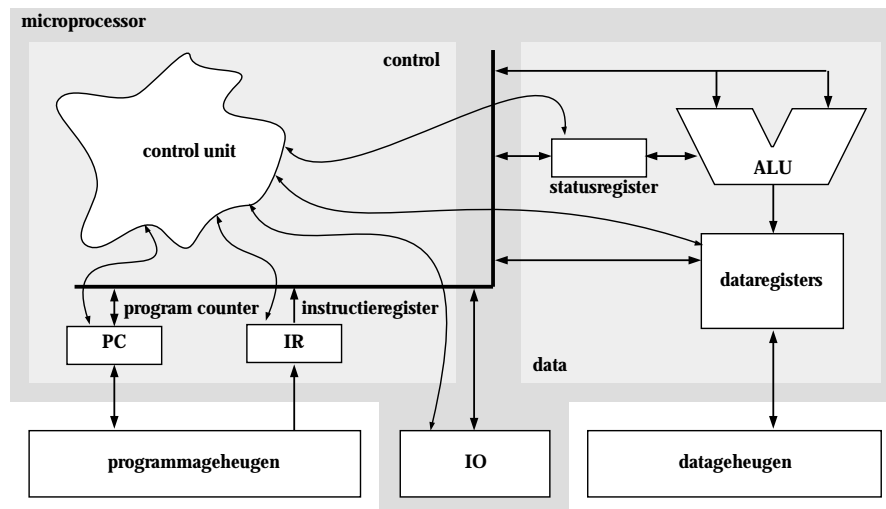 microprocessor
control
control unit
ALU
statusregister
dataregisters
program counter
instructieregister
PC
IR
data
programmageheugen
IO
datageheugen